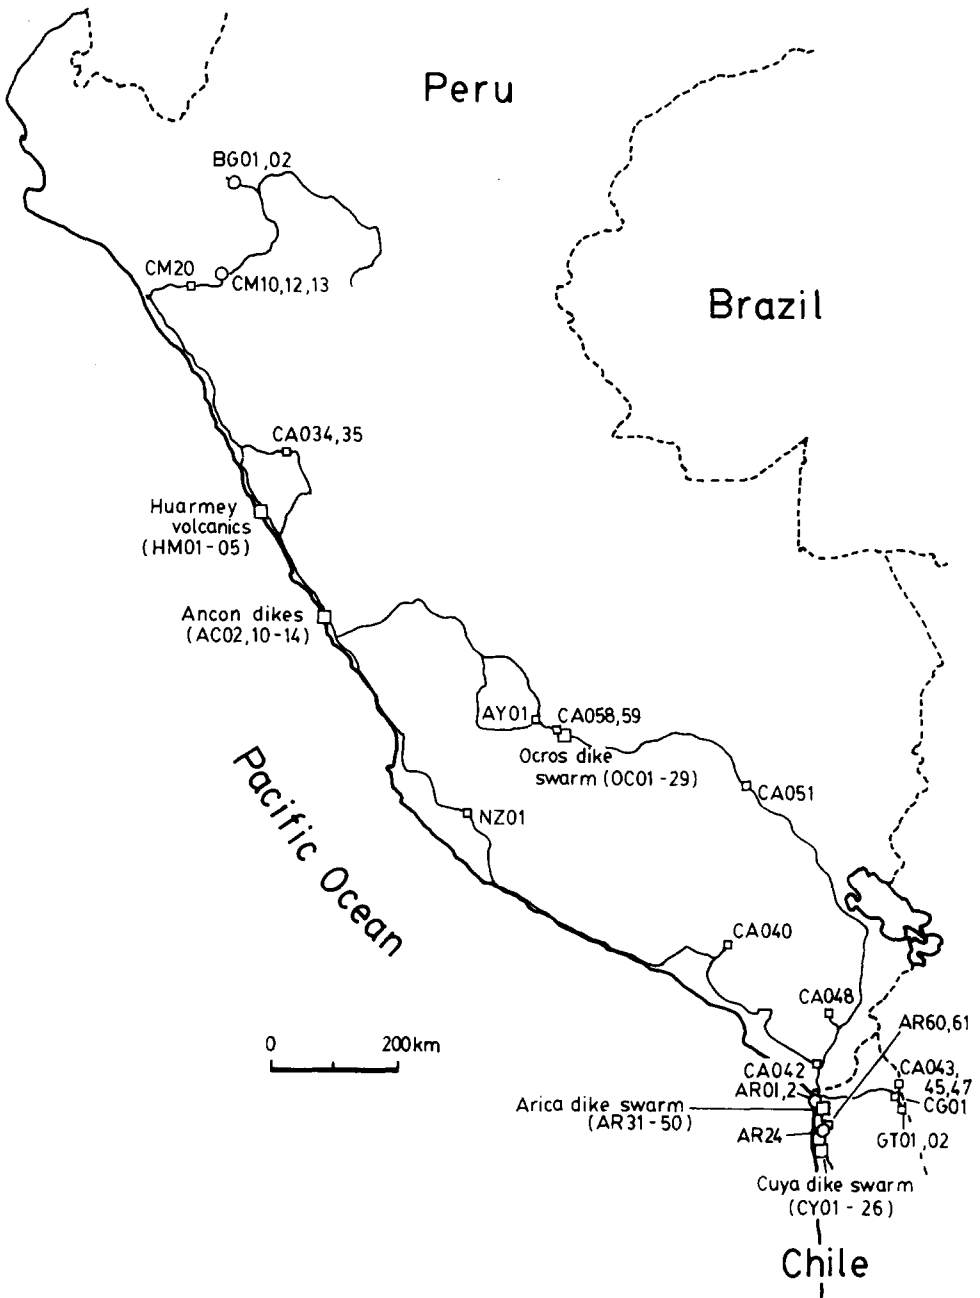 Peru
BG01,02
CM20
CM10,12,13
Brazil
CA034,35
Huarmey
volcanics
(HM01-05)
Ancon dikes
(AC02,10-14)
AY01
CA058,59
Ocros dike
swarm (OC01-29)
CA051
Pacific Ocean
NZ01
CA040
CA048
AR60,61
0 200km
CA042
CA043,
45,47
AR01,2
CG01
Arica dike swarm
(AR31-50)
AR24
GT01,02
Cuya dike swarm
(CY01-26)
Chile